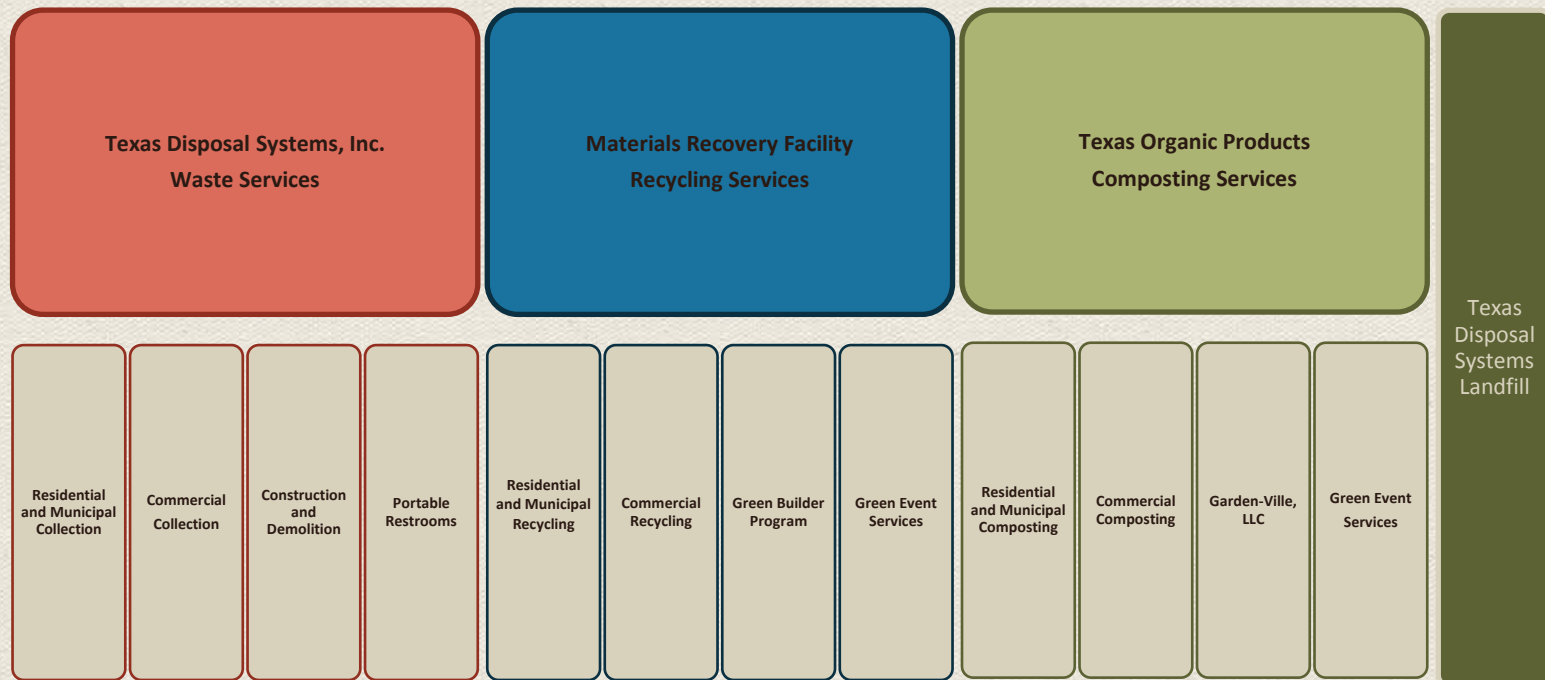 Texas Disposal Systems, Inc.
Waste Services
Materials Recovery Facility
Recycling Services
Texas Organic Products
Composting Services
Texas
Disposal
Systems
Landfill
Residential
and Municipal
Collection
Commercial
Collection
Construction
and
Demolition
Portable
Restrooms
Residential
and Municipal
Recycling
Commercial
Recycling
Green Builder
Program
Green Event
Services
Residential
and Municipal
Composting
Commercial
Composting
Garden-Ville,
LLC
Green Event
Services